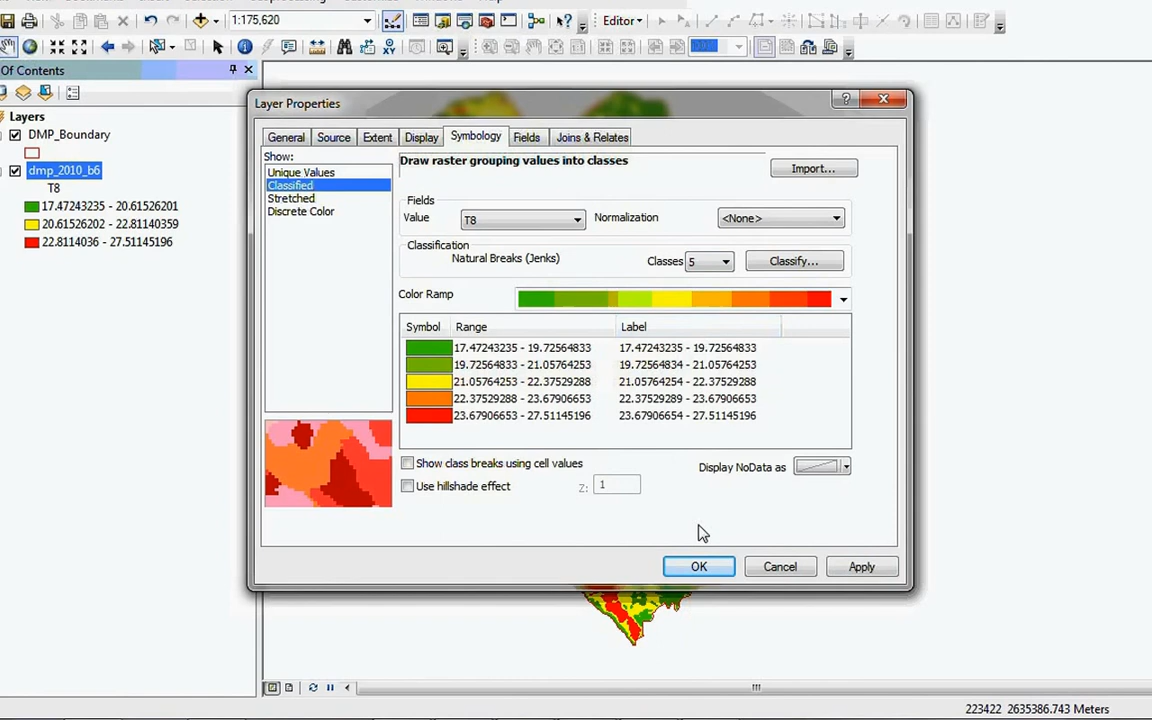 1:175,620
Editor
Of Contents
Layers
DMP_Boundary
dmp_2010_b6
T8
17.47243235 - 20.61526201
20.61526202 - 22.81140359
22.8114036 - 27.51145196
Layer Properties
General Source Extent Display Symbology Fields Joins & Relates
Show:
Unique Values
Classified
Stretched
Discrete Color
Draw raster grouping values into classes
Import...
Fields
Value T8 Normalization <None>
Classification
Natural Breaks (Jenks) Classes 5 Classify...
Color Ramp
Symbol Range Label
17.47243235 - 19.72564833 17.47243235 - 19.72564833
19.72564833 - 21.05764253 19.72564834 - 21.05764253
21.05764253 - 22.37529288 21.05764254 - 22.37529288
22.37529288 - 23.67906653 22.37529289 - 23.67906653
23.67906653 - 27.51145196 23.67906654 - 27.51145196
Show class breaks using cell values
Display NoData as
Use hillshade effect Z: 1
OK Cancel Apply
223422 2635386.743 Meters